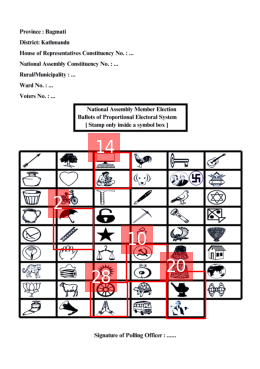 Province : Bagmati
District: Kathmandu
House of Representatives Constituency No. : ...
National Assembly Constituency No. : ...
Rural/Municipality : ...
Ward No. : ...
Voters No. : ...
National Assembly Member Election
Ballots of Proportional Electoral System
[ Stamp only inside a symbol box ]
14
2
10
20
28
Signature of Polling Officer : ......